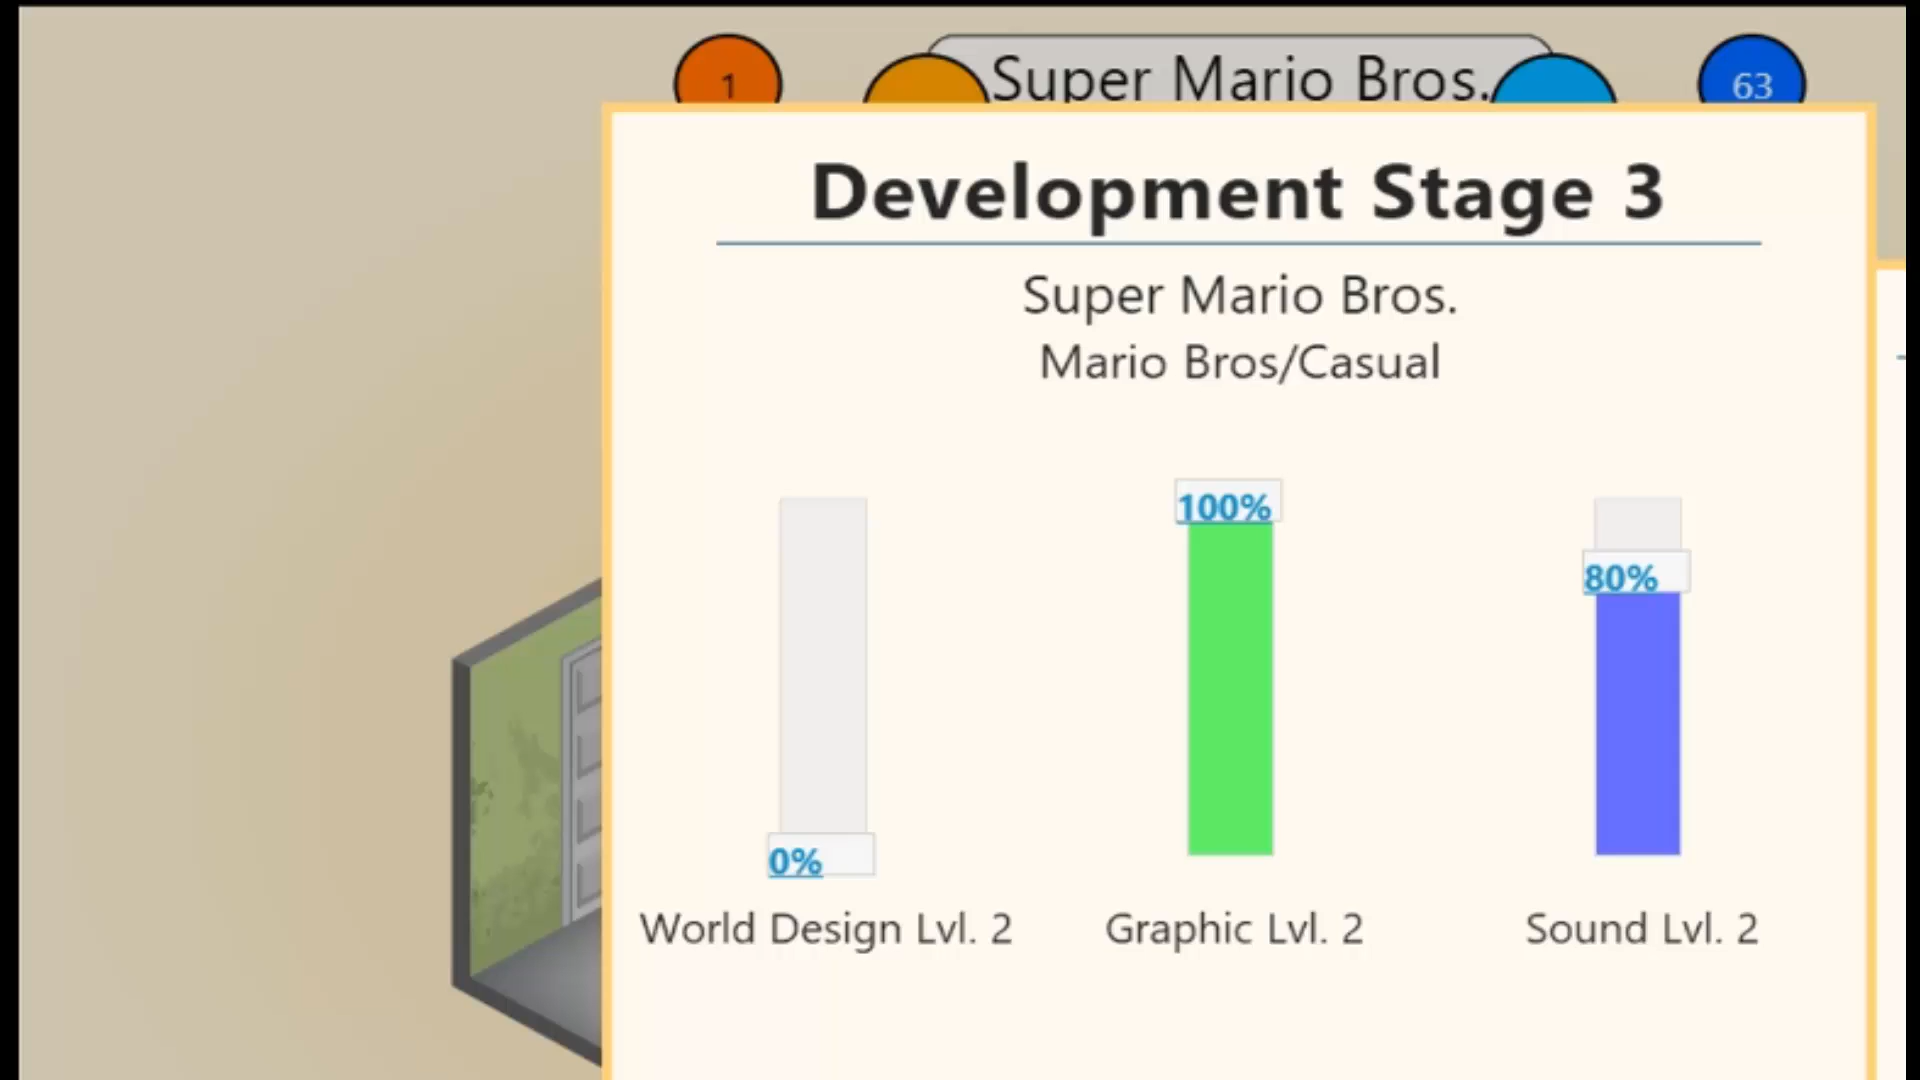 1
Super Mario Bros.
63
Development Stage 3
Super Mario Bros.
Mario Bros/Casual
100%
80%
0%
World Design Lvl. 2
Graphic Lvl. 2
Sound Lvl. 2